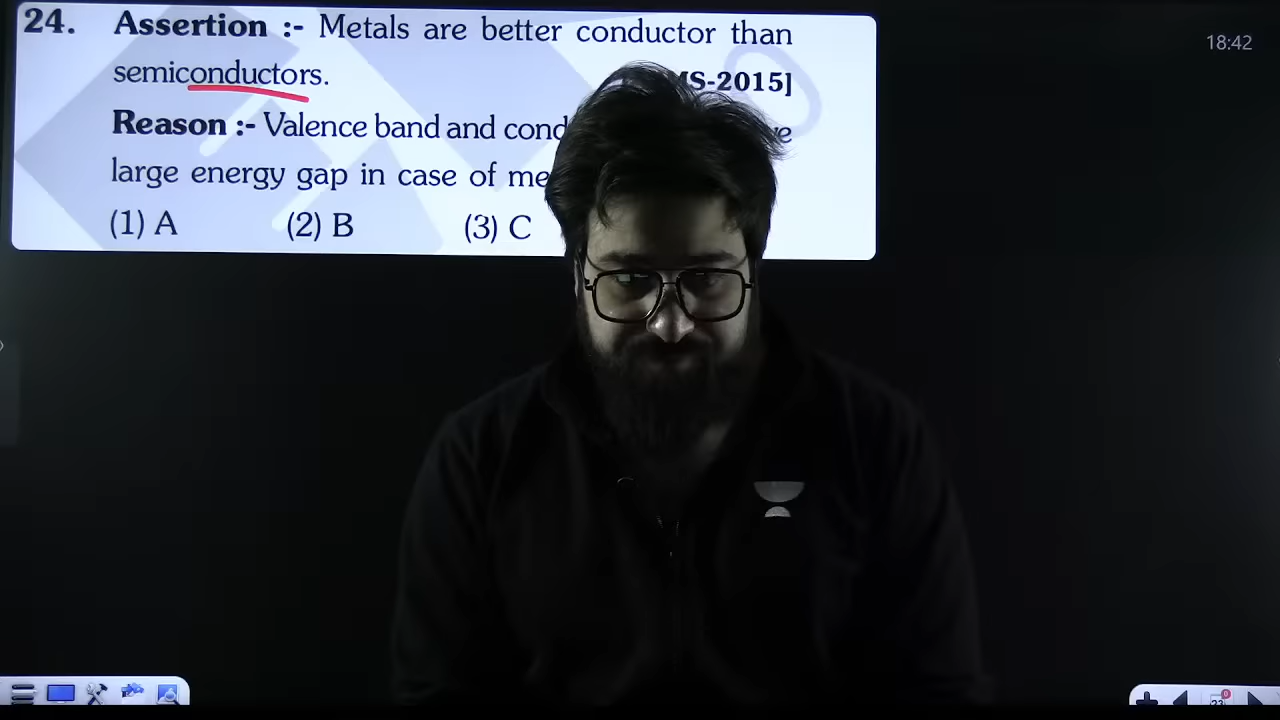 24. Assertion :- Metals are better conductor than
18:42
semiconductors. S-2015]
Reason :- Valence band and cond
large energy gap in case of me
(1) A (2) B (3) C
23